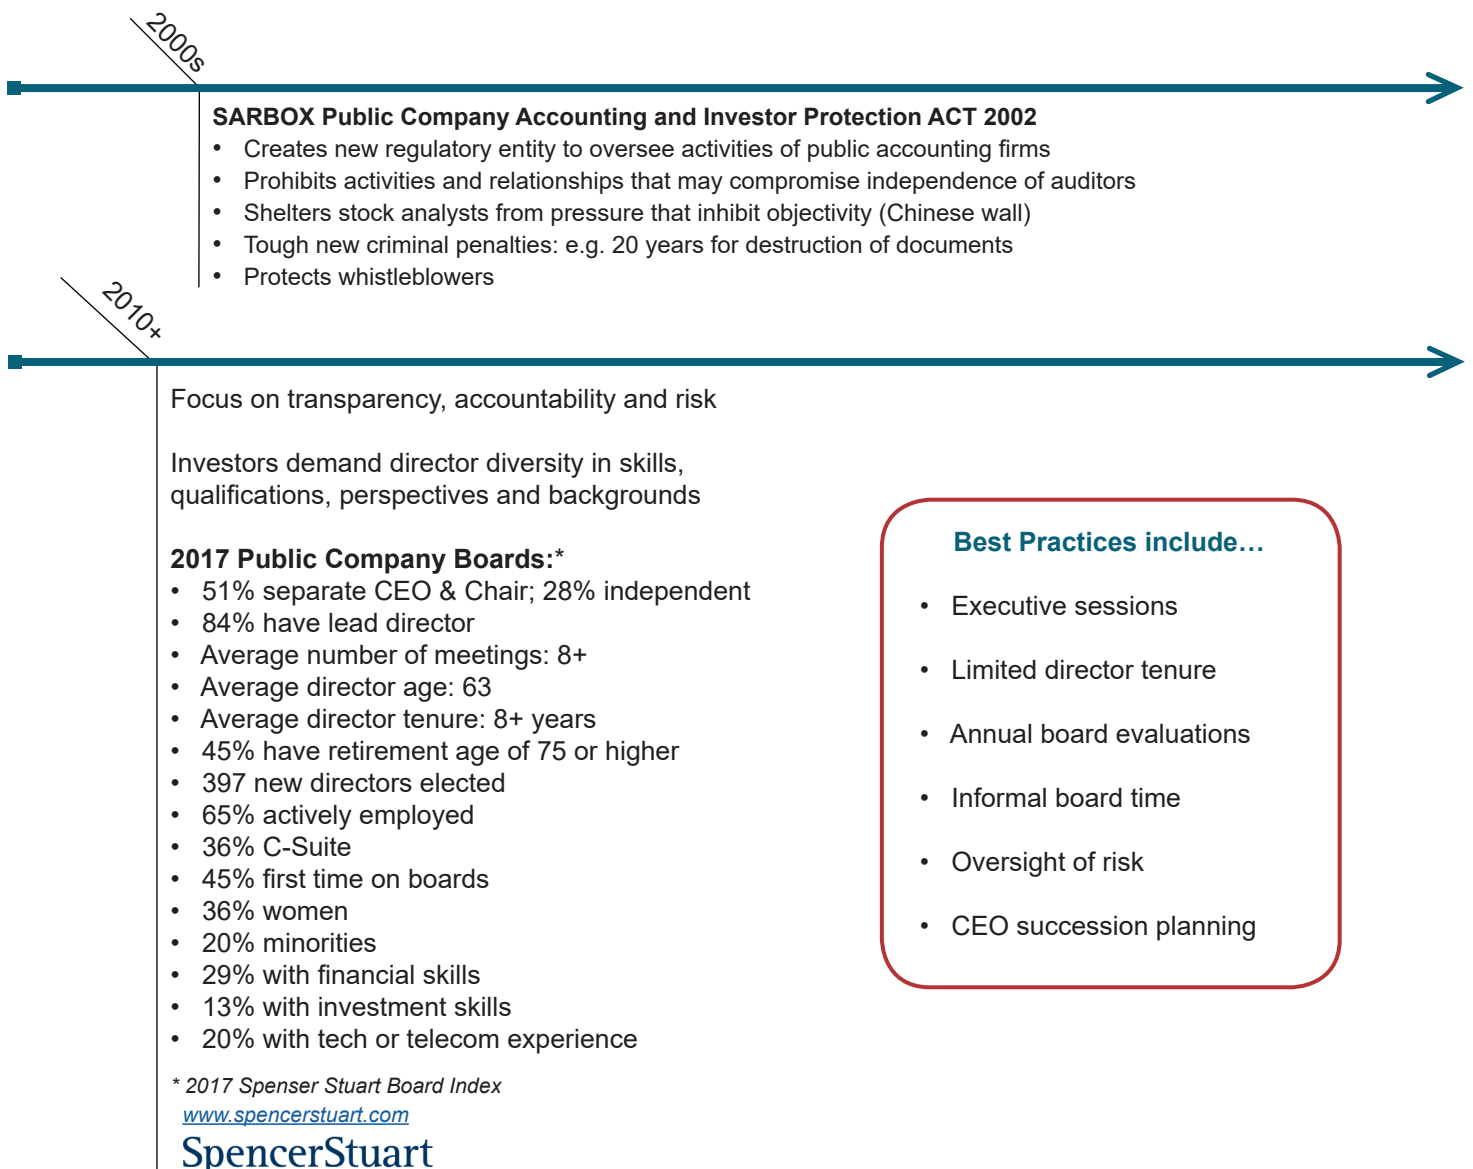 2000s
SARBOX Public Company Accounting and Investor Protection ACT 2002
• Creates new regulatory entity to oversee activities of public accounting firms
• Prohibits activities and relationships that may compromise independence of auditors
• Shelters stock analysts from pressure that inhibit objectivity (Chinese wall)
• Tough new criminal penalties: e.g. 20 years for destruction of documents
• Protects whistleblowers
2010+
Focus on transparency, accountability and risk
Investors demand director diversity in skills,
qualifications, perspectives and backgrounds
2017 Public Company Boards:*
• 51% separate CEO & Chair; 28% independent
• 84% have lead director
• Average number of meetings: 8+
• Average director age: 63
• Average director tenure: 8+ years
• 45% have retirement age of 75 or higher
• 397 new directors elected
• 65% actively employed
• 36% C-Suite
• 45% first time on boards
• 36% women
• 20% minorities
• 29% with financial skills
• 13% with investment skills
• 20% with tech or telecom experience
* 2017 Spenser Stuart Board Index
www.spencerstuart.com
SpencerStuart
Best Practices include…
• Executive sessions
• Limited director tenure
• Annual board evaluations
• Informal board time
• Oversight of risk
• CEO succession planning